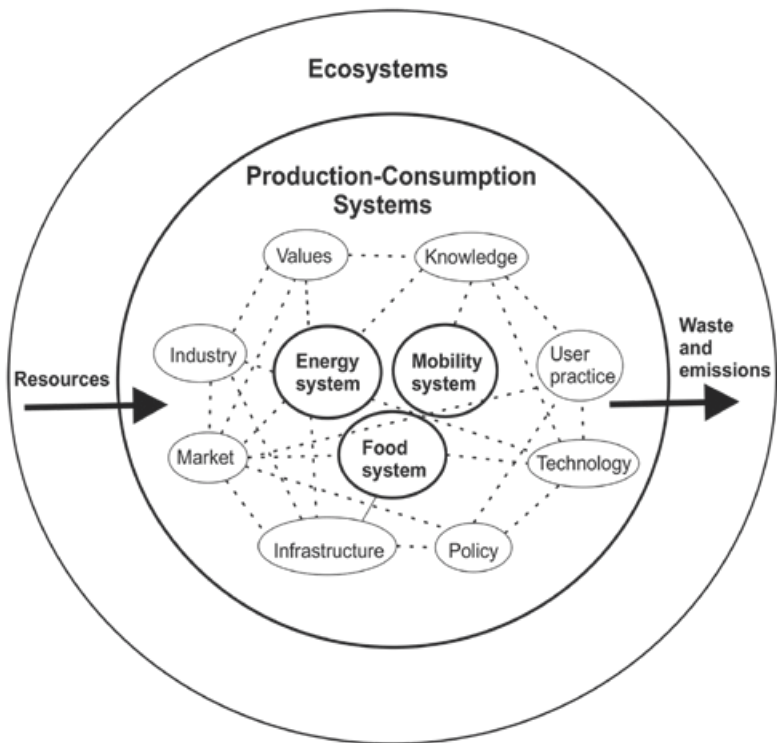 Ecosystems
Production-Consumption
Systems
Values
Knowledge
Industry
Energy
system
Mobility
system
User
practice
Resources
Waste
and
emissions
Market
Food
system
Technology
Infrastructure
Policy